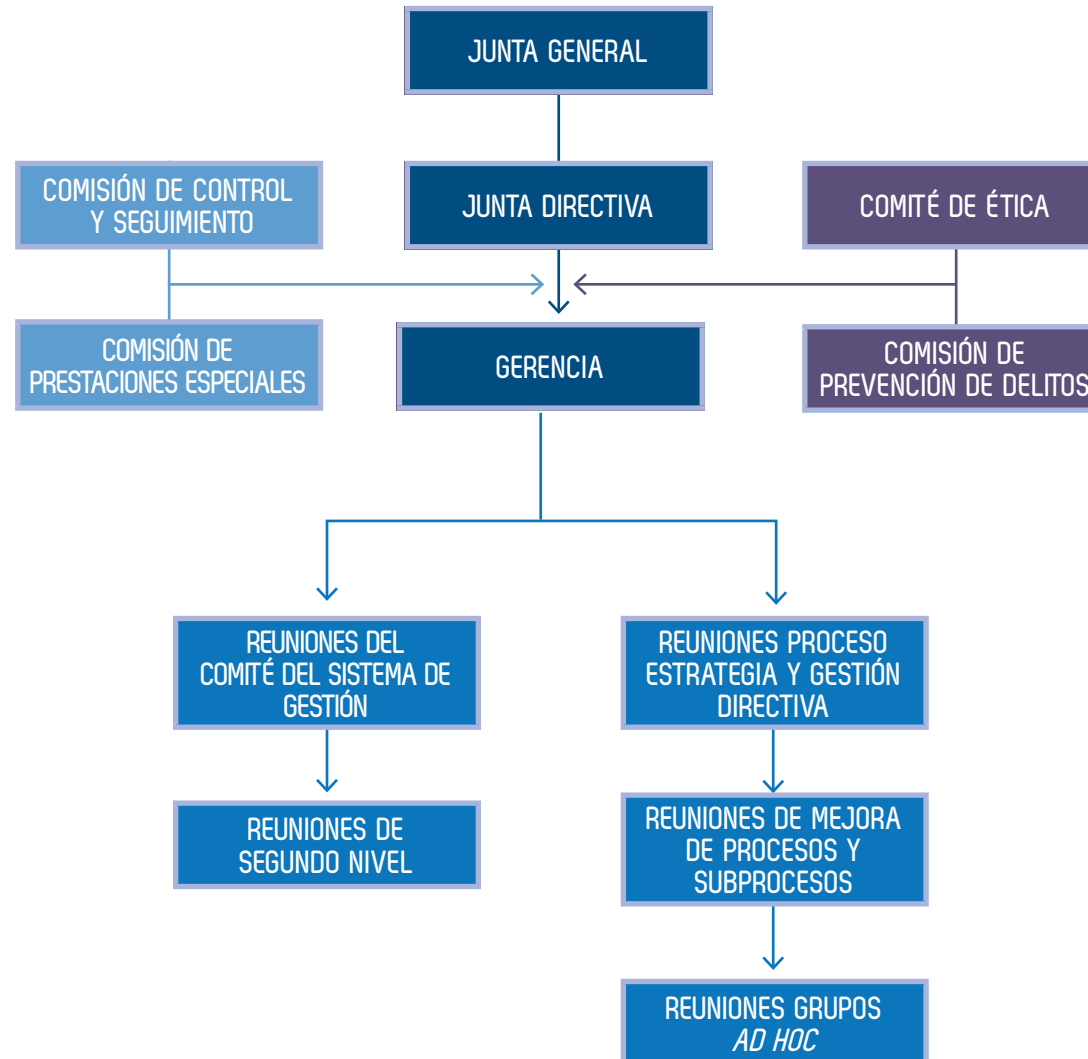 JUNTA GENERAL
COMISIÓN DE CONTROL
Y SEGUIMIENTO
JUNTA DIRECTIVA
COMITÉ DE ÉTICA
COMISIÓN DE
PRESTACIONES ESPECIALES
GERENCIA
COMISIÓN DE
PREVENCIÓN DE DELITOS
REUNIONES DEL
COMITÉ DEL SISTEMA DE
GESTIÓN
REUNIONES PROCESO
ESTRATEGIA Y GESTIÓN
DIRECTIVA
REUNIONES DE
SEGUNDO NIVEL
REUNIONES DE MEJORA
DE PROCESOS Y
SUBPROCESOS
REUNIONES GRUPOS
AD HOC